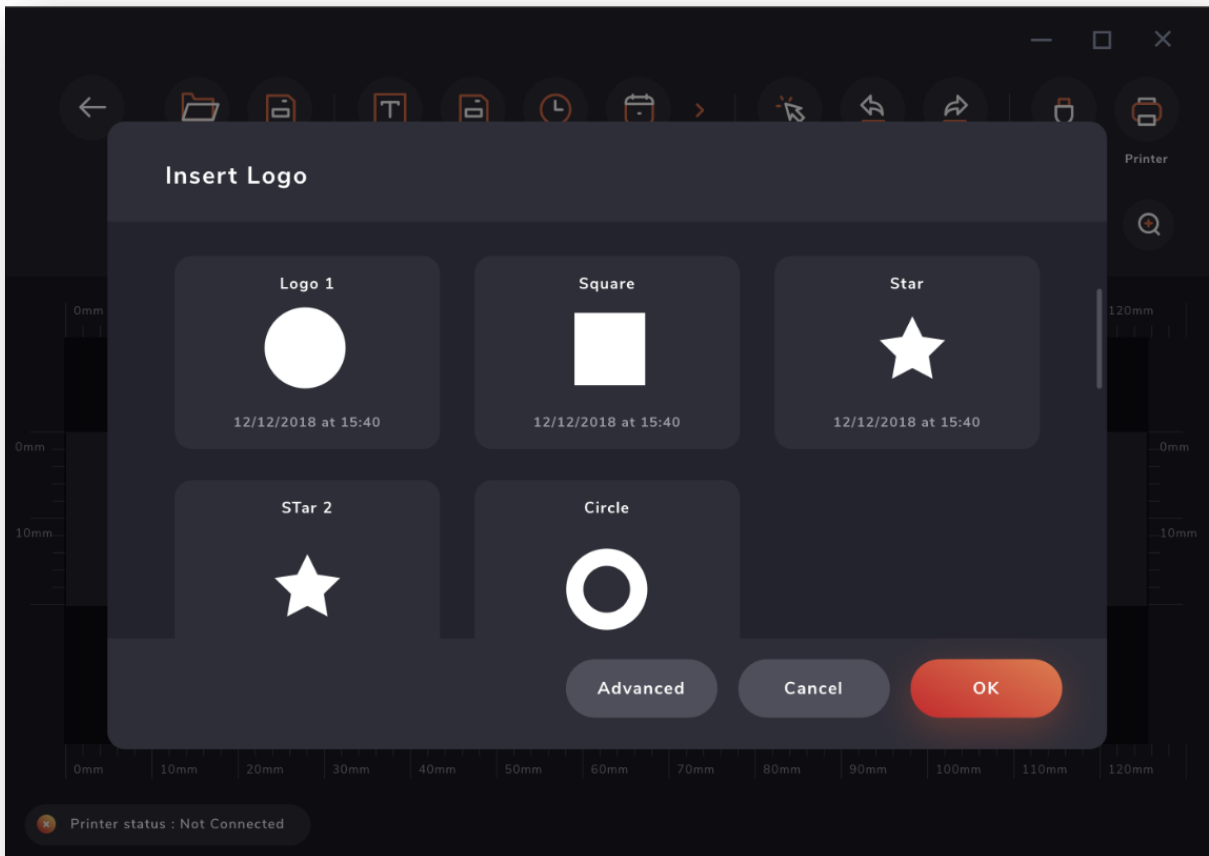 Printer
Insert Logo
Logo 1
Square
Star
12/12/2018 at 15:40
12/12/2018 at 15:40
12/12/2018 at 15:40
0mm
120mm
0mm
0mm
STar 2
Circle
10mm
10mm
Advanced
Cancel
OK
0mm
10mm
20mm
30mm
40mm
50mm
60mm
70mm
80mm
90mm
100mm
110mm
120mm
Printer status : Not Connected